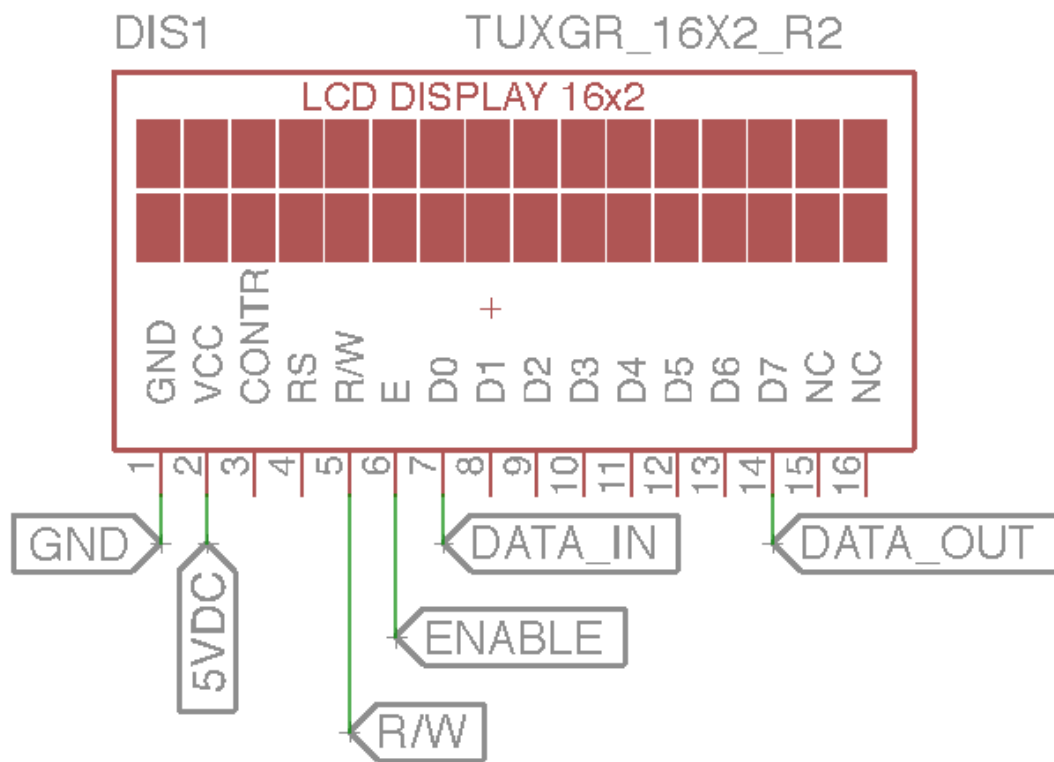 DIS1 TUXGR_16X2_R2
LCD DISPLAY 16x2
GND VCC CONTR RS R/W E D0 D1 D2 D3 D4 D5 D6 D7 NC NC
1 2 3 4 5 6 7 8 9 10 11 12 13 14 15 16
GND DATA_IN DATA_OUT
5VDC
ENABLE
R/W